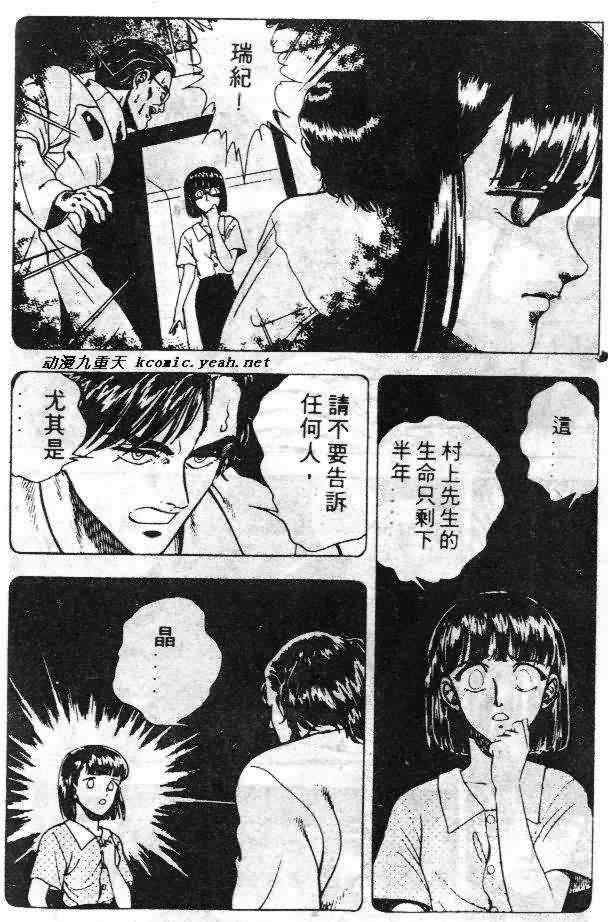 瑞紀！
动漫九重天 kcomic.yeah.net
這……
村上先生的
生命只剩下
半年……
請不要告訴
任何人，
尤其是
……
晶……